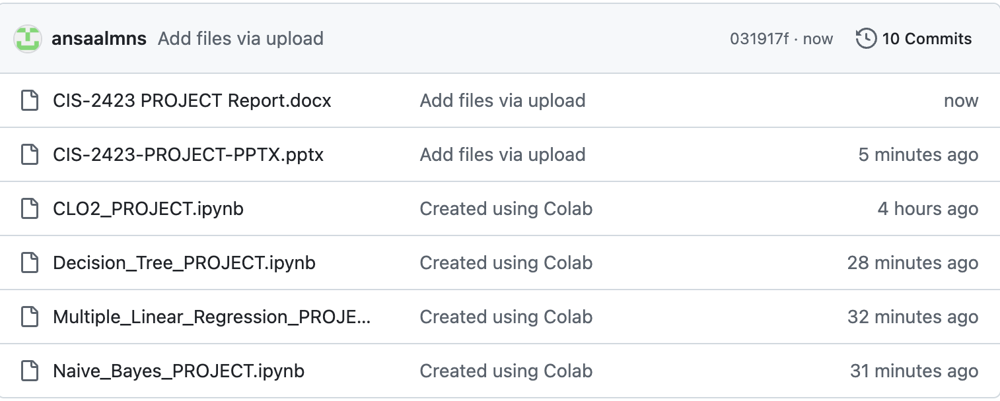 ansaalmns Add files via upload 031917f · now 10 Commits
CIS-2423 PROJECT Report.docx Add files via upload now
CIS-2423-PROJECT-PPTX.pptx Add files via upload 5 minutes ago
CLO2_PROJECT.ipynb Created using Colab 4 hours ago
Decision_Tree_PROJECT.ipynb Created using Colab 28 minutes ago
Multiple_Linear_Regression_PROJE... Created using Colab 32 minutes ago
Naive_Bayes_PROJECT.ipynb Created using Colab 31 minutes ago